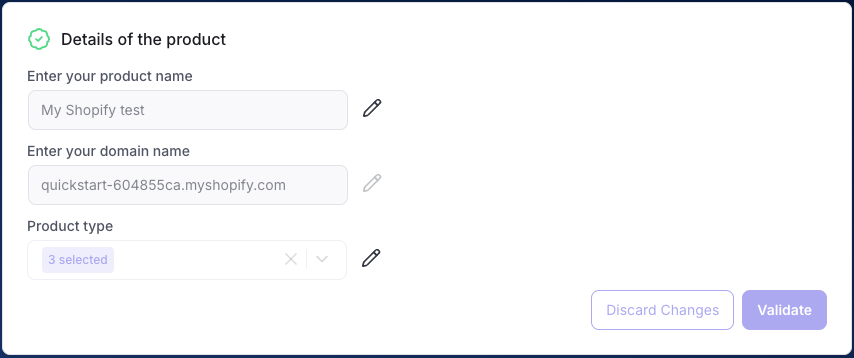 Details of the product
Enter your product name
My Shopify test
Enter your domain name
quickstart-604855ca.myshopify.com
Product type
3 selected
Discard Changes
Validate